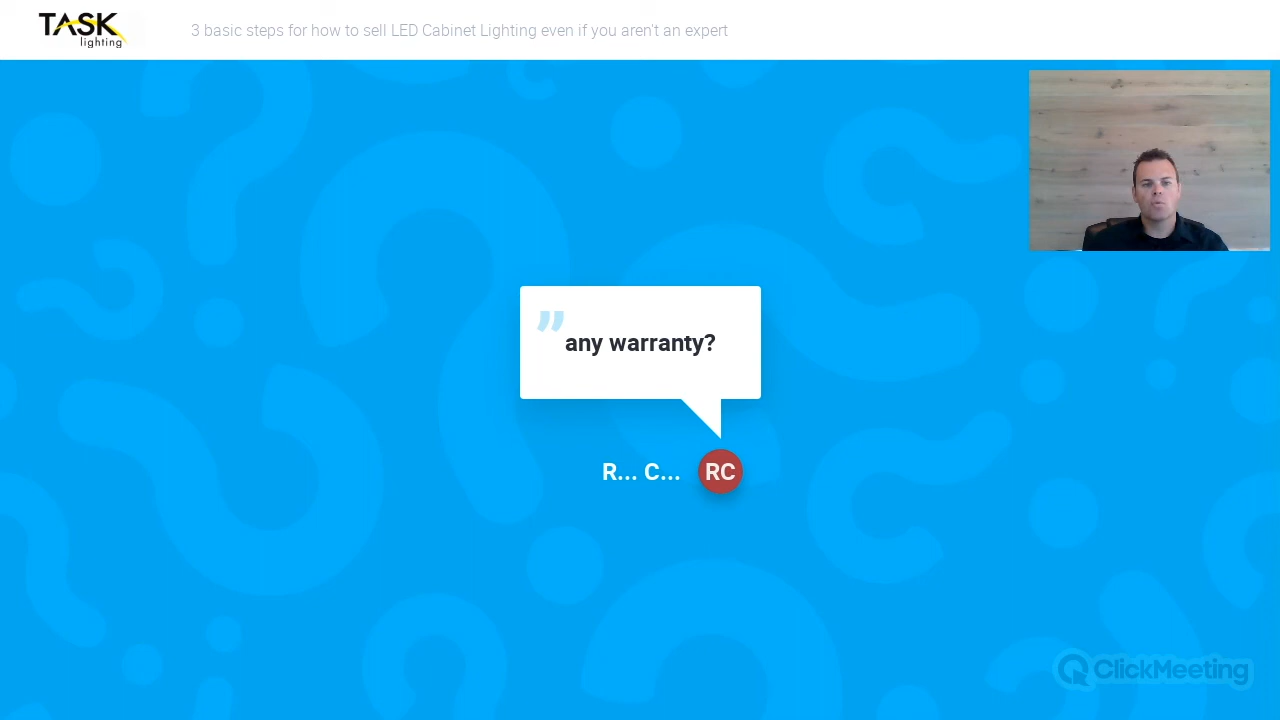 TASK
lighting
3 basic steps for how to sell LED Cabinet Lighting even if you aren't an expert
” any warranty?
R... C... RC
ClickMeeting